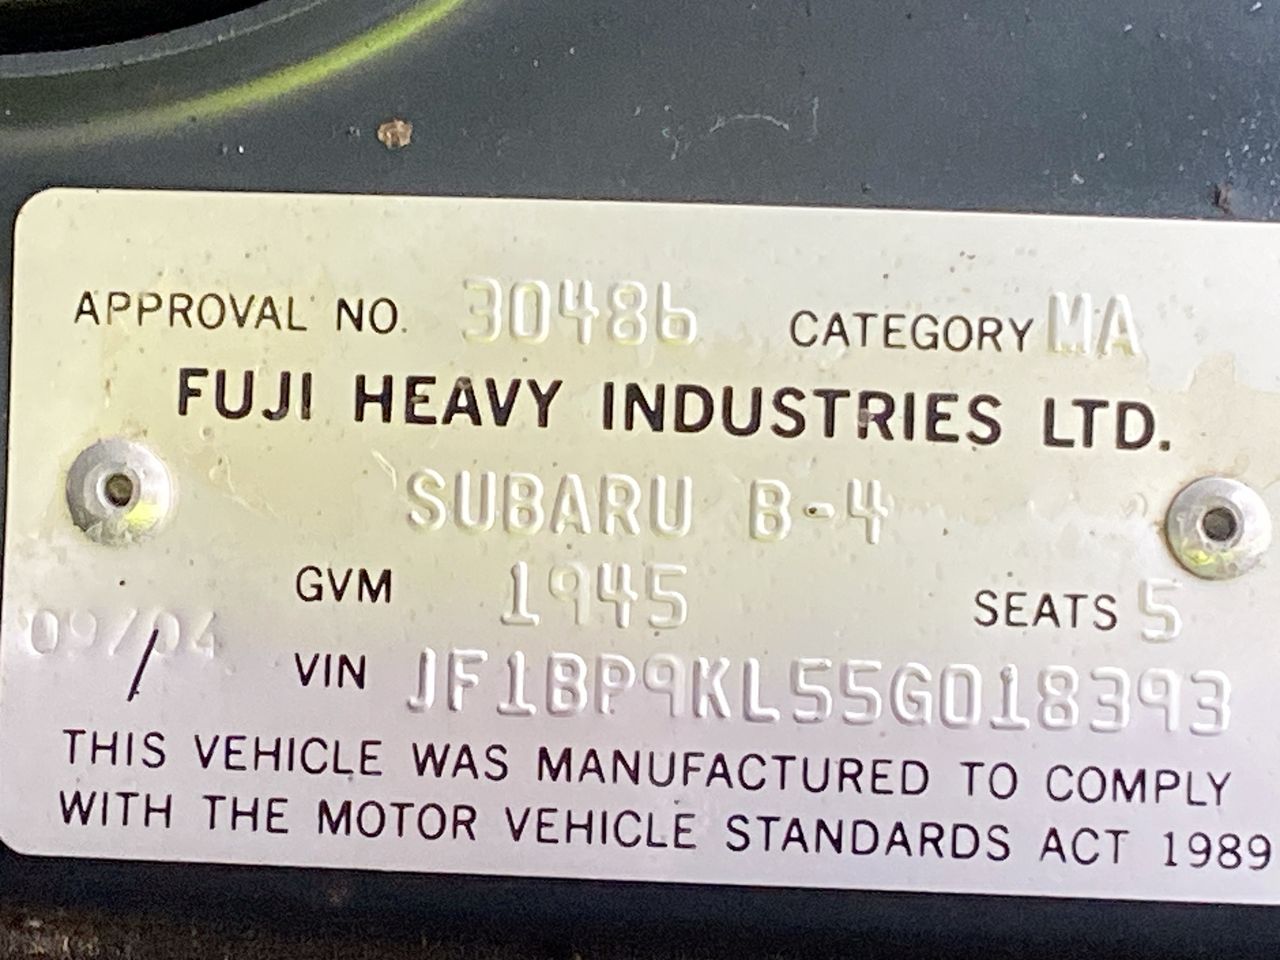 APPROVAL NO. 30486 CATEGORY MA
FUJI HEAVY INDUSTRIES LTD.
SUBARU B-4
GVM 1945 SEATS 5
09/04
VIN JF1BP9KL55G018393
THIS VEHICLE WAS MANUFACTURED TO COMPLY
WITH THE MOTOR VEHICLE STANDARDS ACT 1989